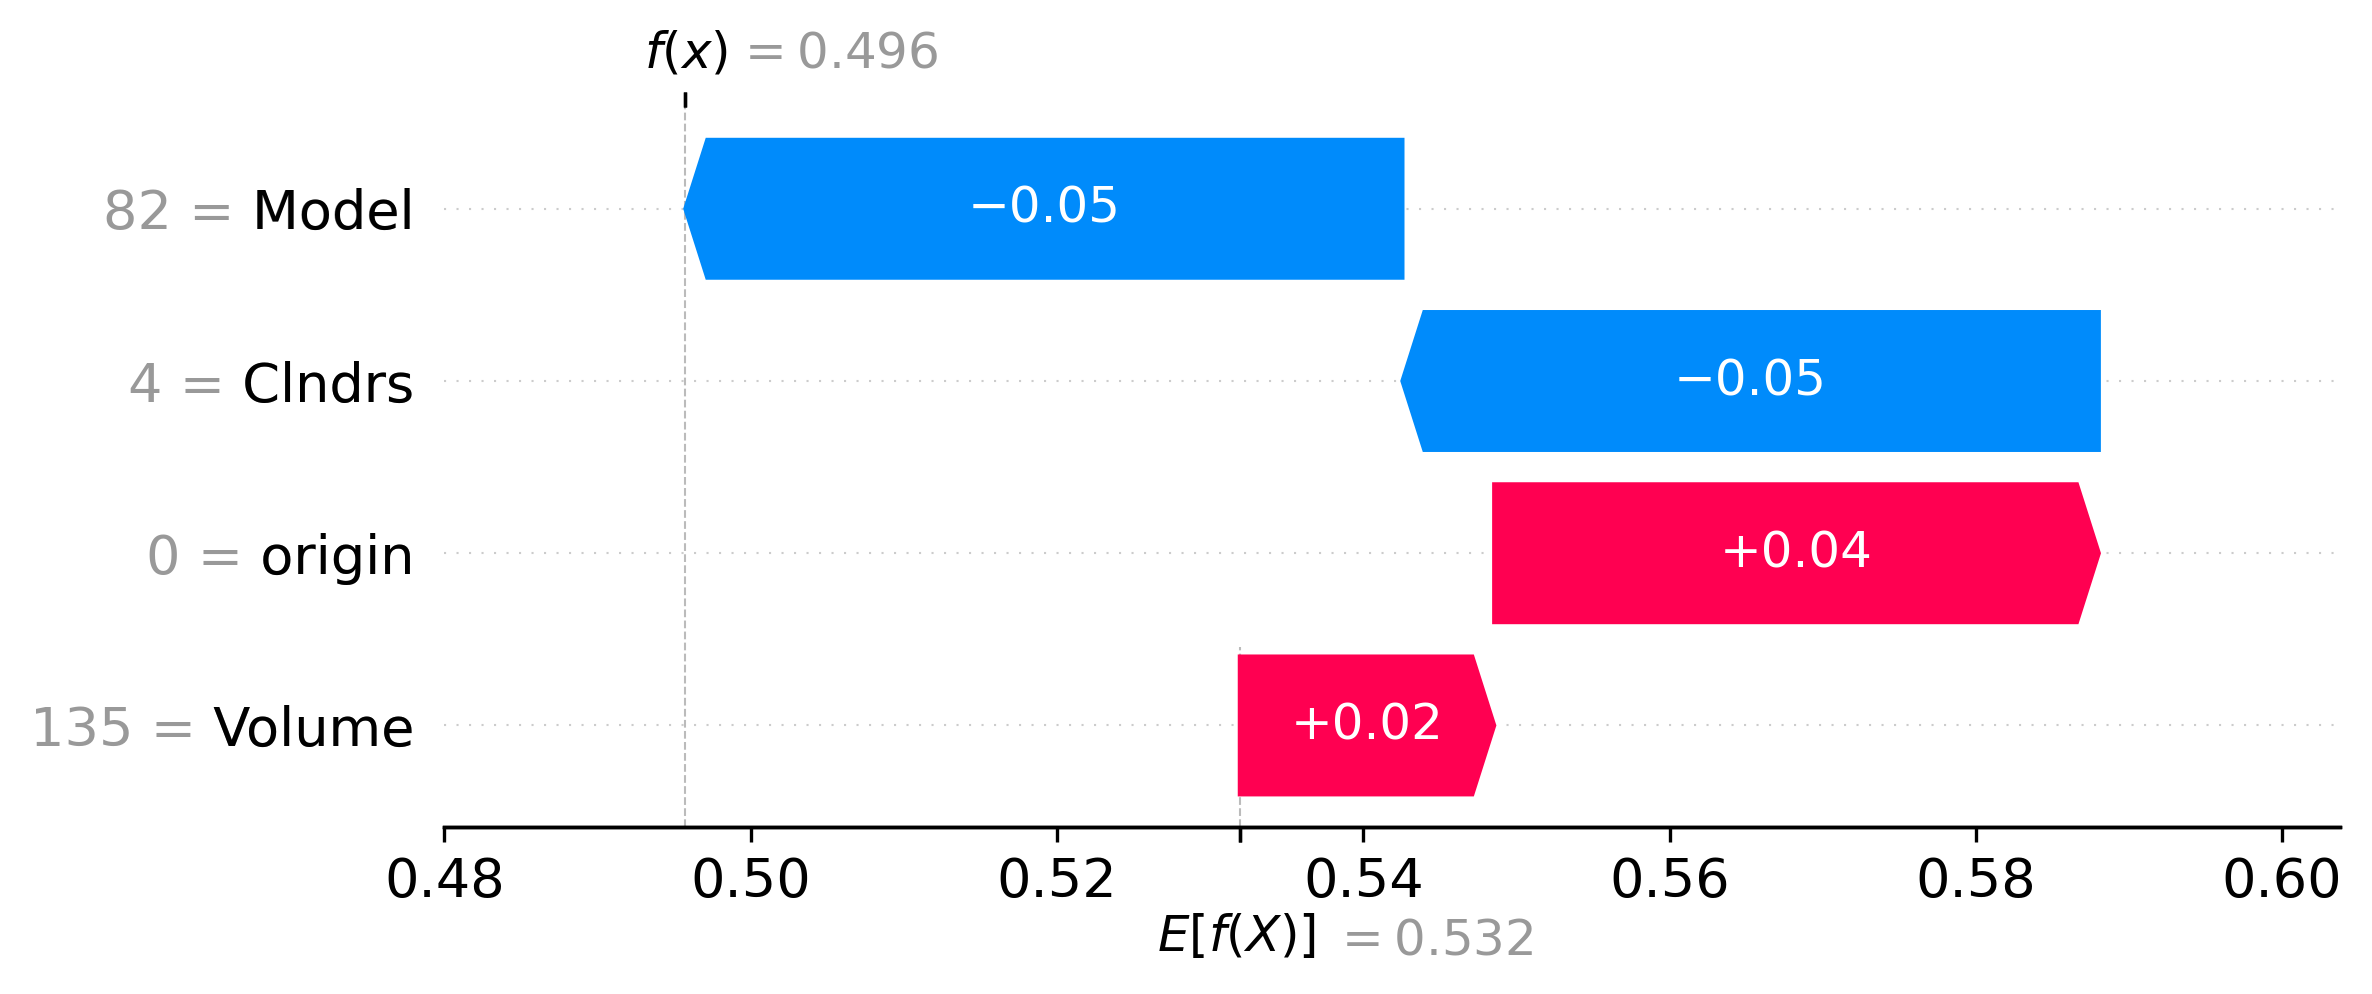 f(x) = 0.496
82 = Model
−0.05
4 = Clndrs
−0.05
0 = origin
+0.04
135 = Volume
+0.02
0.48 0.50 0.52 0.54 0.56 0.58 0.60
E[f(X)] = 0.532